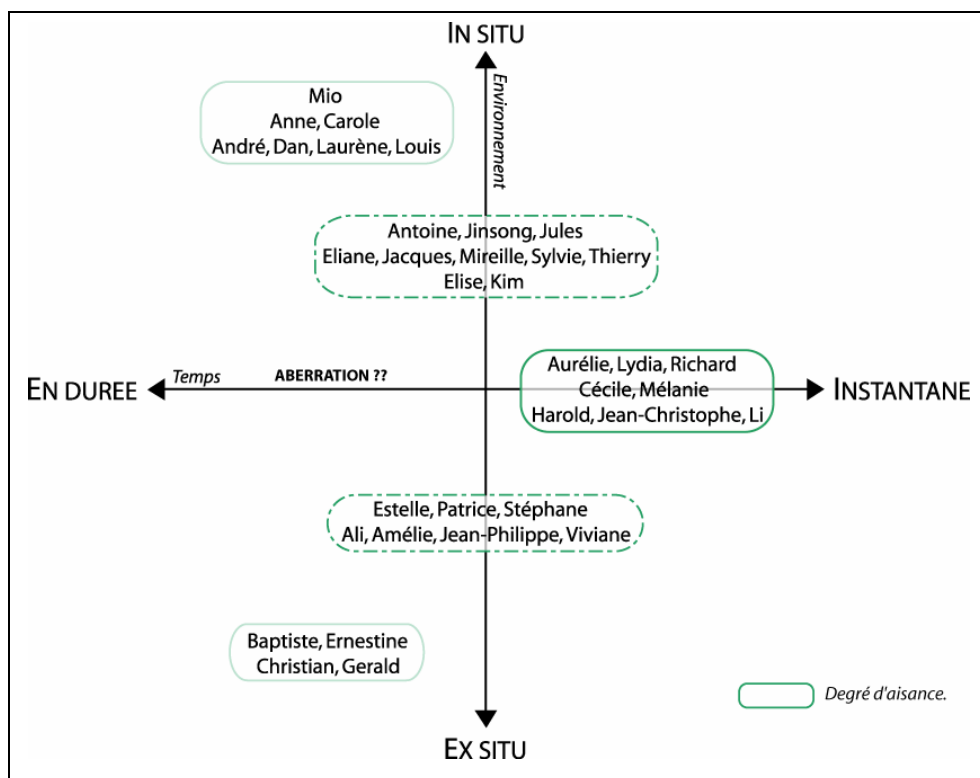 IN SITU
Environnement
Mio
Anne, Carole
André, Dan, Laurène, Louis
Antoine, Jinsong, Jules
Eliane, Jacques, Mireille, Sylvie, Thierry
Elise, Kim
EN DUREE
Temps
ABERRATION ??
Aurélie, Lydia, Richard
Cécile, Mélanie
Harold, Jean-Christophe, Li
INSTANTANE
Estelle, Patrice, Stéphane
Ali, Amélie, Jean-Philippe, Viviane
Baptiste, Ernestine
Christian, Gerald
Degré d'aisance.
EX SITU